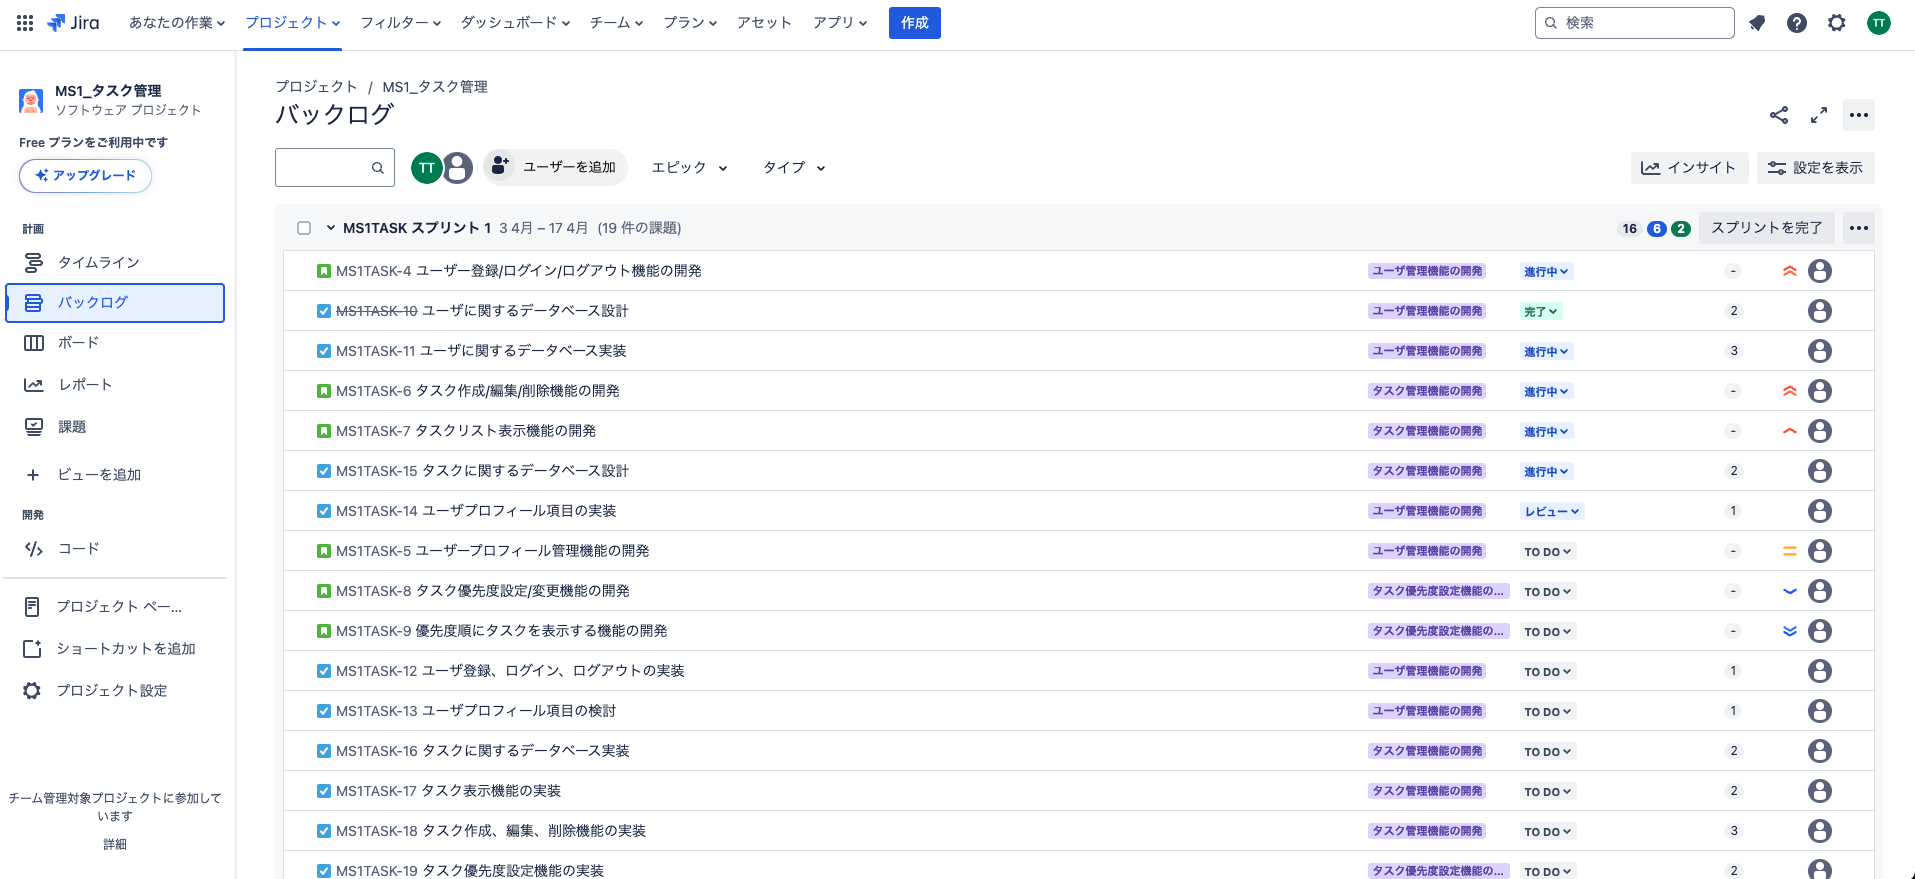 Jira あなたの作業 プロジェクト フィルター ダッシュボード チーム プラン アセット アプリ 作成 検索 TT
MS1_タスク管理
ソフトウェア プロジェクト
Free プランをご利用中です
アップグレード
計画
タイムライン
バックログ
ボード
レポート
課題
ビューを追加
開発
コード
プロジェクト ペー...
ショートカットを追加
プロジェクト設定
チーム管理対象プロジェクトに参加して
います
詳細
プロジェクト / MS1_タスク管理
バックログ
TT ユーザーを追加 エピック タイプ インサイト 設定を表示
MS1TASK スプリント 1 3 4月 – 17 4月 (19 件の課題) 16 6 2 スプリントを完了
MS1TASK-4 ユーザー登録/ログイン/ログアウト機能の開発 ユーザ管理機能の開発 進行中 -
MS1TASK-10 ユーザに関するデータベース設計 ユーザ管理機能の開発 完了 2
MS1TASK-11 ユーザに関するデータベース実装 ユーザ管理機能の開発 進行中 3
MS1TASK-6 タスク作成/編集/削除機能の開発 タスク管理機能の開発 進行中 -
MS1TASK-7 タスクリスト表示機能の開発 タスク管理機能の開発 進行中 -
MS1TASK-15 タスクに関するデータベース設計 タスク管理機能の開発 進行中 2
MS1TASK-14 ユーザプロフィール項目の実装 ユーザ管理機能の開発 レビュー 1
MS1TASK-5 ユーザープロフィール管理機能の開発 ユーザ管理機能の開発 TO DO -
MS1TASK-8 タスク優先度設定/変更機能の開発 タスク優先度設定機能の... TO DO -
MS1TASK-9 優先度順にタスクを表示する機能の開発 タスク優先度設定機能の... TO DO -
MS1TASK-12 ユーザ登録、ログイン、ログアウトの実装 ユーザ管理機能の開発 TO DO 1
MS1TASK-13 ユーザプロフィール項目の検討 ユーザ管理機能の開発 TO DO 1
MS1TASK-16 タスクに関するデータベース実装 タスク管理機能の開発 TO DO 2
MS1TASK-17 タスク表示機能の実装 タスク管理機能の開発 TO DO 2
MS1TASK-18 タスク作成、編集、削除機能の実装 タスク管理機能の開発 TO DO 3
MS1TASK-19 タスク優先度設定機能の実装 タスク優先度設定機能の... TO DO 2